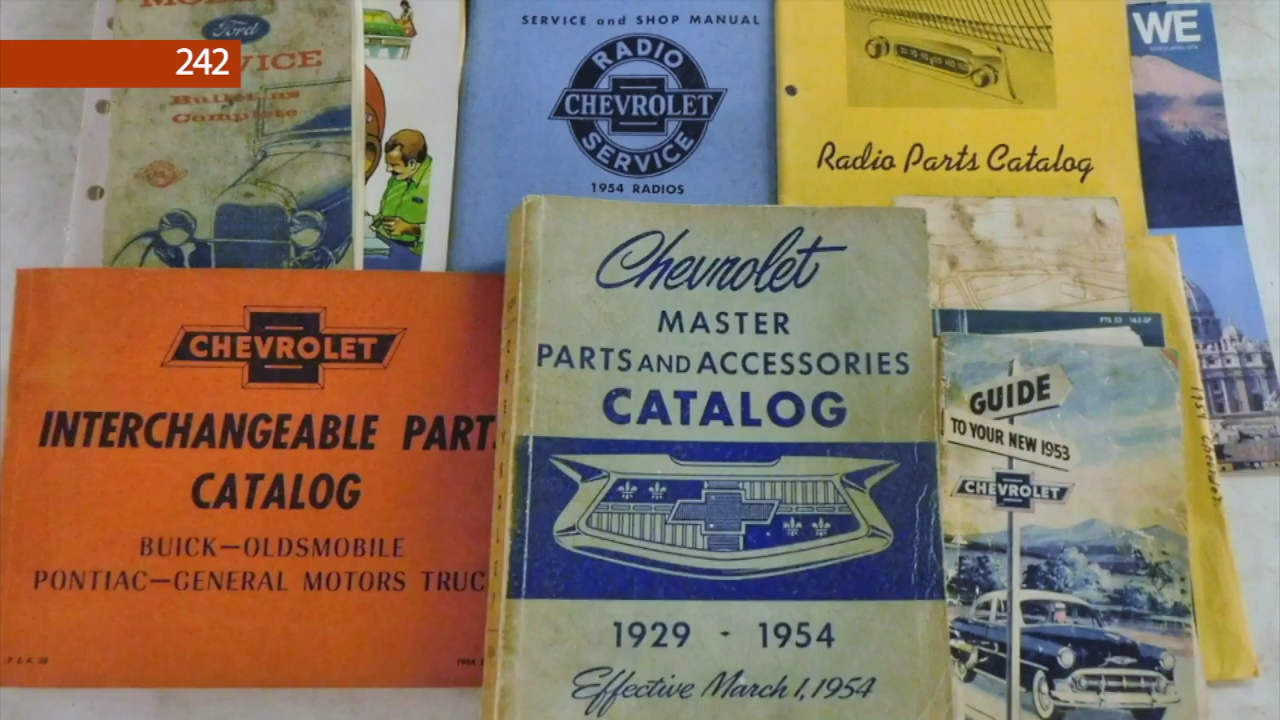 242
Ford
VICE
Bulletins
Complete
SERVICE and SHOP MANUAL
RADIO
CHEVROLET
SERVICE
1954 RADIOS
Radio Parts Catalog
WE
CHEVROLET
INTERCHANGEABLE PART
CATALOG
BUICK—OLDSMOBILE
PONTIAC—GENERAL MOTORS TRUC
Chevrolet
MASTER
PARTS AND ACCESSORIES
CATALOG
1929 - 1954
Effective March 1, 1954
GUIDE
TO YOUR NEW 1953
CHEVROLET